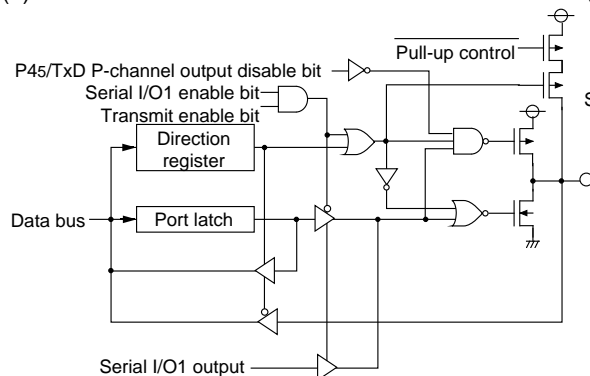 Pull-up control
P45/TxD P-channel output disable bit
Serial I/O1 enable bit
Transmit enable bit
Direction
register
Data bus
Port latch
Serial I/O1 output